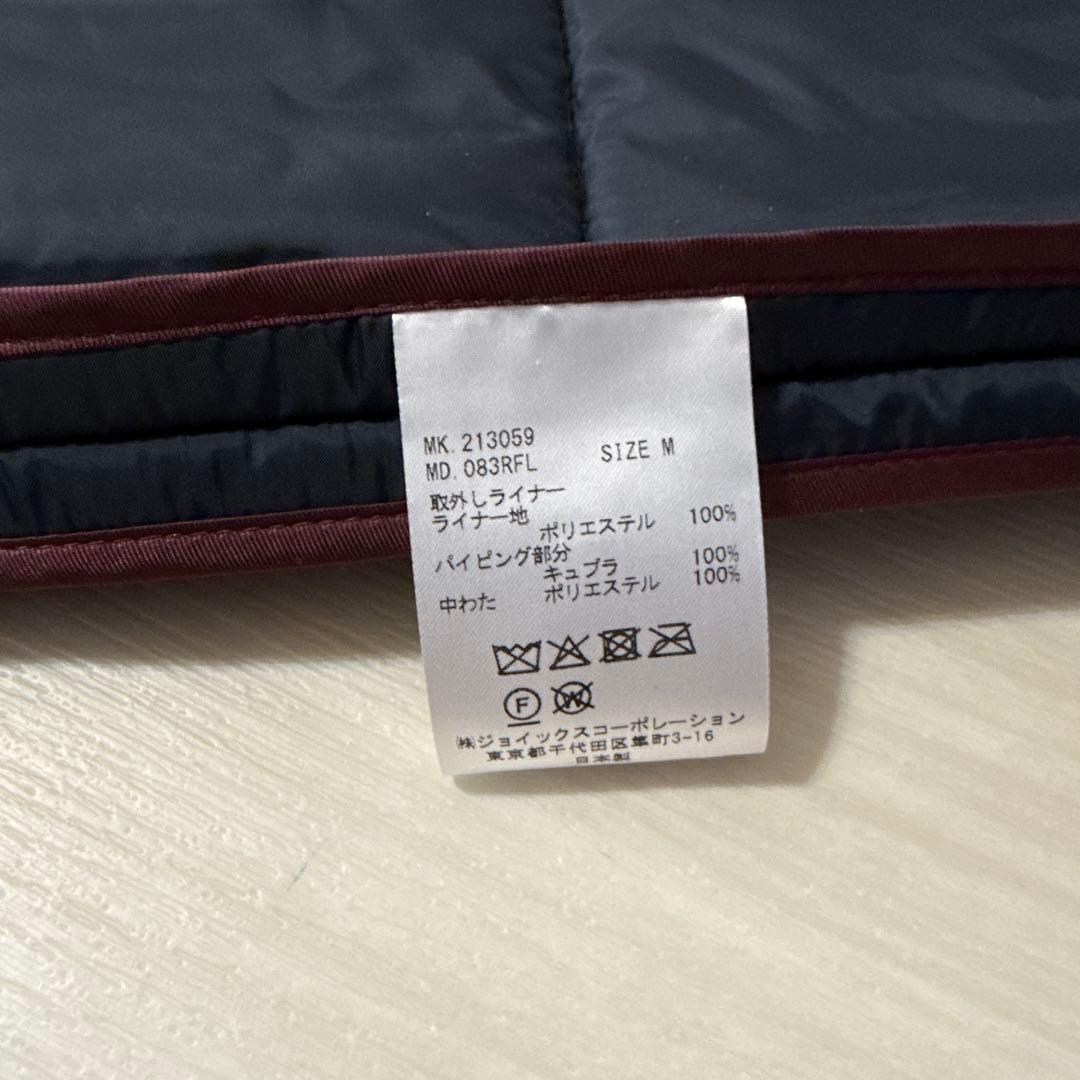 MK. 213059
MD. 083RFL SIZE M
取外しライナー
ライナー地
ポリエステル 100%
パイピング部分
キュプラ 100%
中わた ポリエステル 100%
F W
㈱ジョイックスコーポレーション
東京都千代田区隼町3-16
日本製